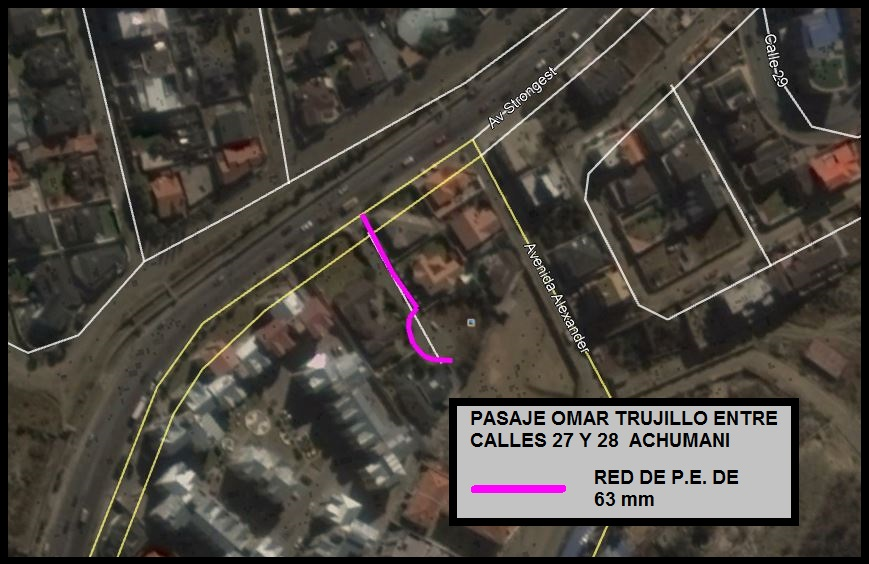 Calle 29
Av Strongest
Avenida Alexander
PASAJE OMAR TRUJILLO ENTRE
CALLES 27 Y 28 ACHUMANI
RED DE P.E. DE
63 mm